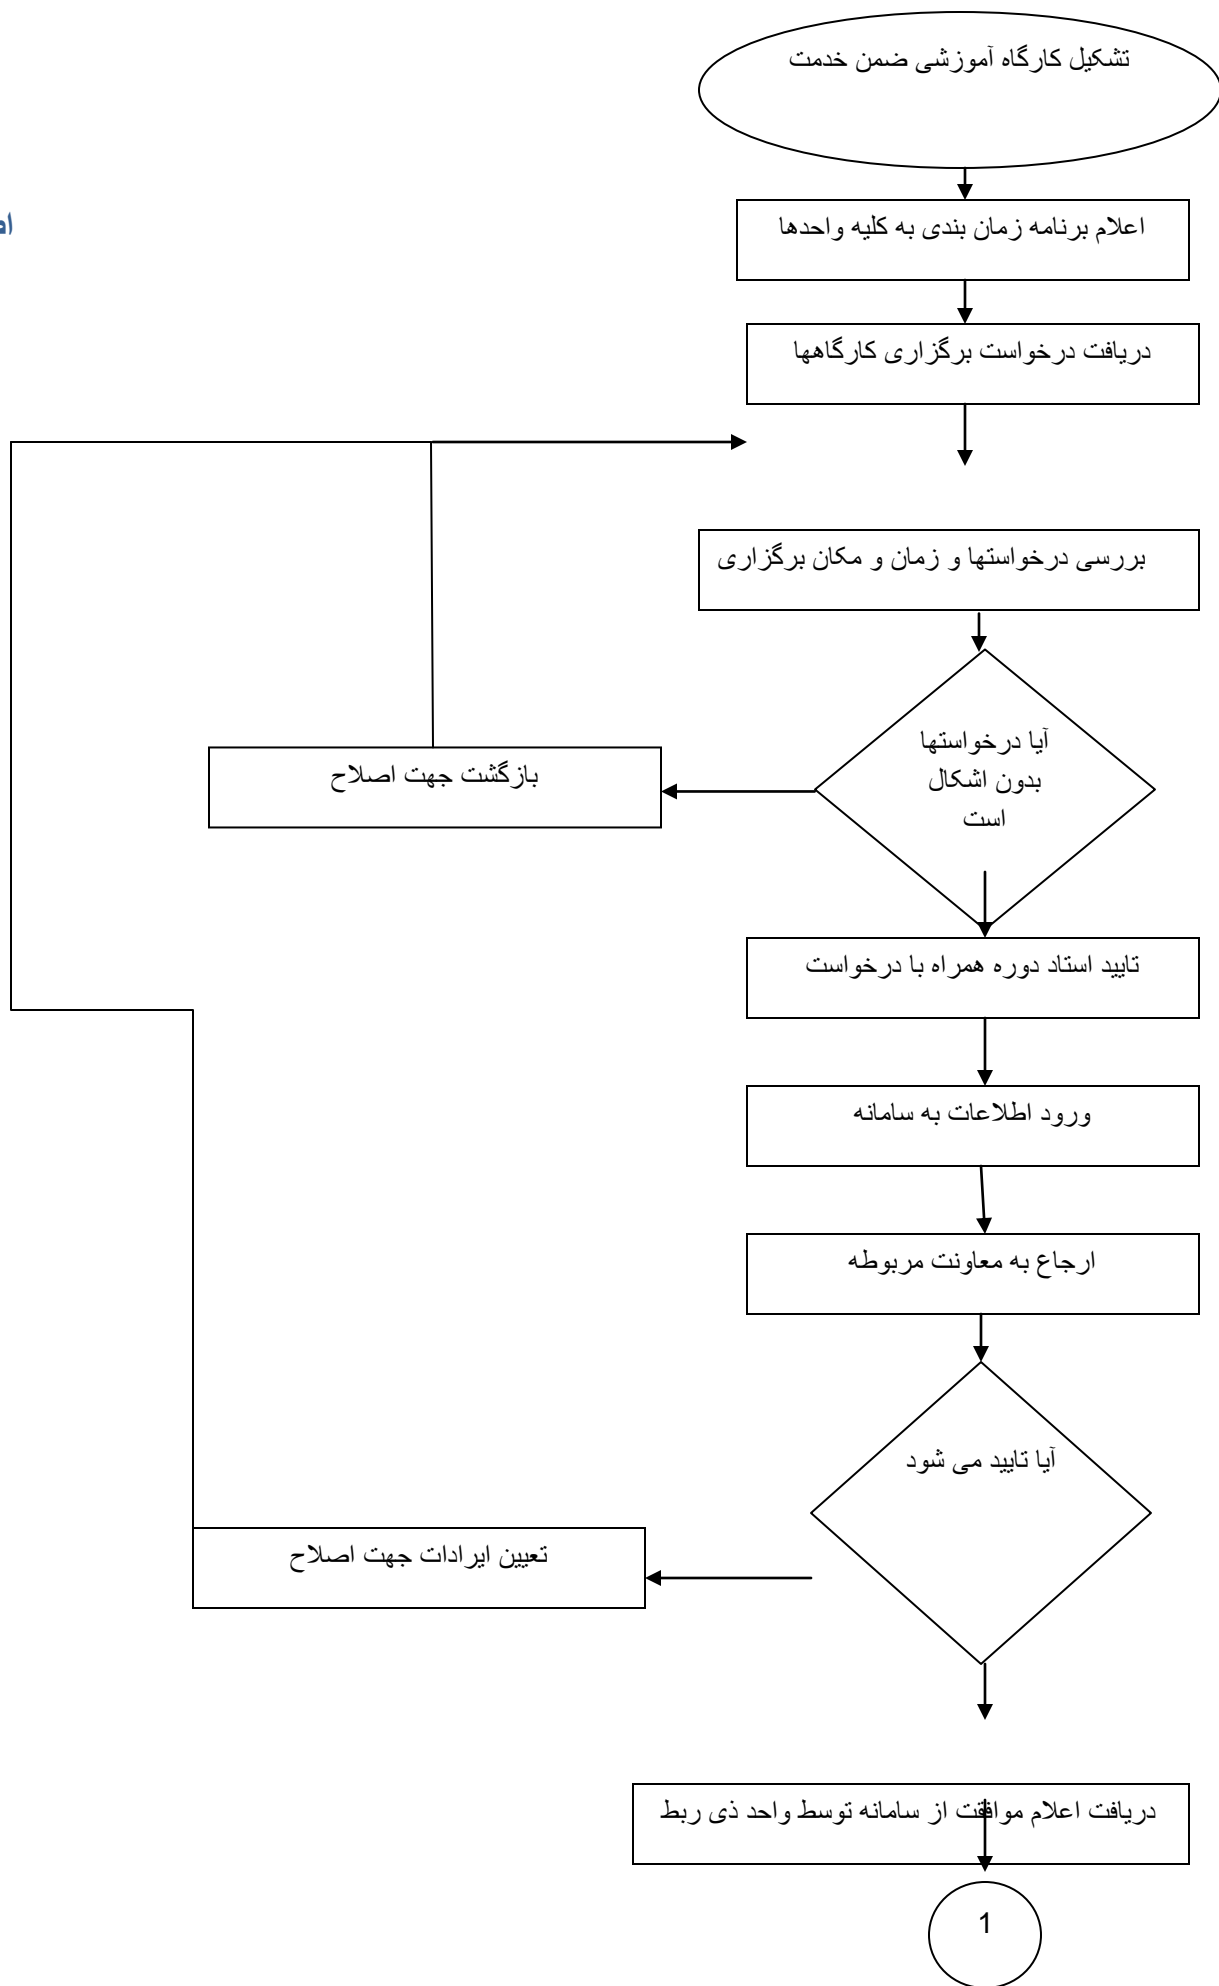 تشکیل کارگاه آموزشی ضمن خدمت
اعلام برنامه زمان بندی به کلیه واحدها
دریافت درخواست برگزاری کارگاهها
بررسی درخواستها و زمان و مکان برگزاری
آیا درخواستها
بدون اشکال
است
بازگشت جهت اصلاح
تایید استاد دوره همراه با درخواست
ورود اطلاعات به سامانه
ارجاع به معاونت مربوطه
آیا تایید می شود
تعیین ایرادات جهت اصلاح
دریافت اعلام موافقت از سامانه توسط واحد ذی ربط
1